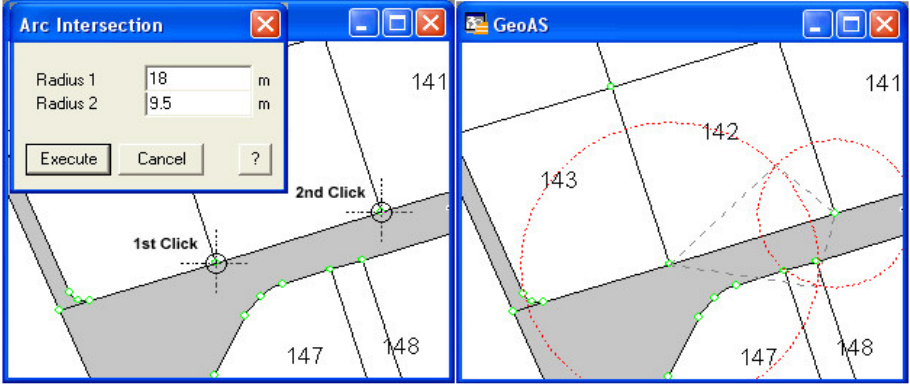 Arc Intersection
Radius 1 18 m
Radius 2 9.5 m
Execute Cancel ?
141
2nd Click
1st Click
147 148
GeoAS
141
142
143
147 148